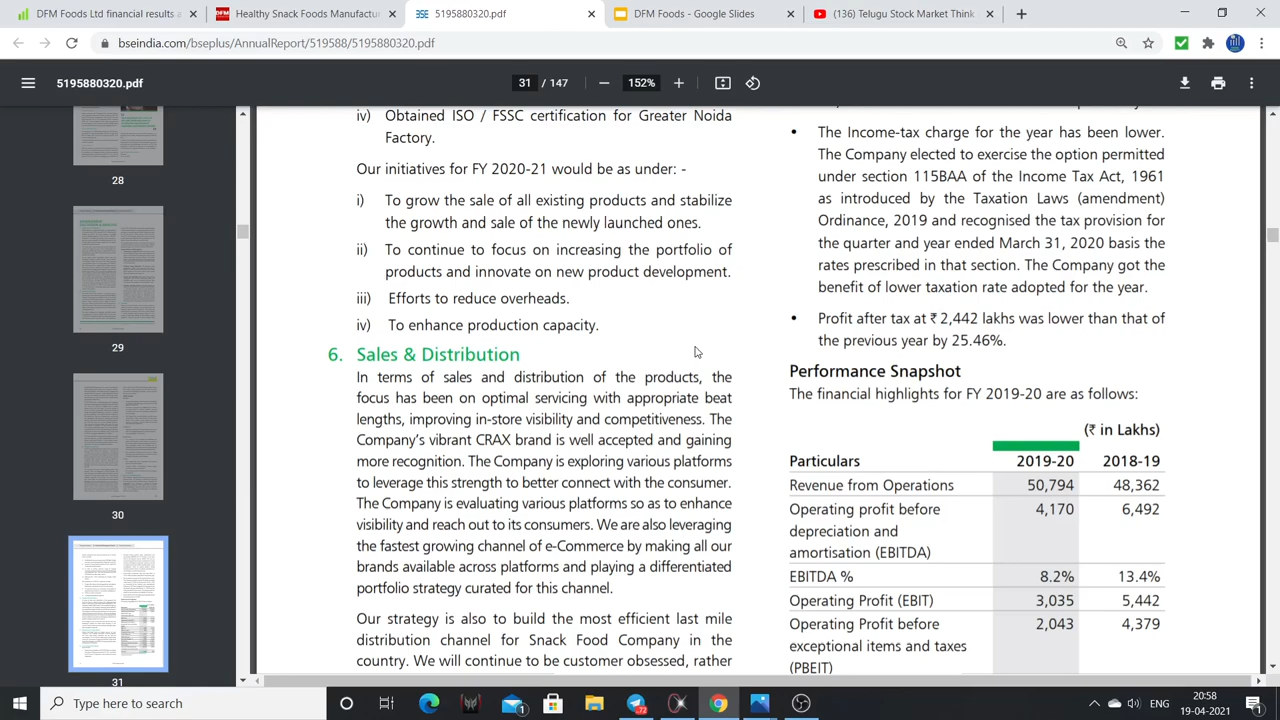 DFM Foods Ltd financial results a
Healthy Snack Foods Manufactu
5195880320.pdf
DFM Foods - Google Slides
(136) Telugu Stock Market Think
bseindia.com/bseplus/AnnualReport/519588/5195880320.pdf
5195880320.pdf
31 / 147
152%
28
29
30
31
iv) Obtained ISO / FSSC certification for Greater Noida
Factory.
Our initiatives for FY 2020-21 would be as under: -
i) To grow the sale of all existing products and stabilize
the growth and sale of the newly launched ones.
ii) To continue to focus on increasing the portfolio of
products and innovate on new product development.
iii) Efforts to reduce overheads.
iv) To enhance production capacity.
6. Sales & Distribution
In terms of sales and distribution of the products, the
focus has been on optimal servicing with appropriate beat
lengths, improving in-store visibility and competitiveness. The
Company's vibrant CRAX brand is well accepted and gaining
more recognition. The Company is exploring various platforms
to leverage this strength to better connect with the consumer.
The Company is evaluating various platforms so as to enhance
visibility and reach out to its consumers. We are also leveraging
the fastest growing channel of e-Commerce by making all our
brands available across platforms and playing a differentiated
portfolio strategy curated for this channel.
Our strategy is also to build the most efficient last mile
distribution channel for Snack Food Company in the
country. We will continue to be customer obsessed, rather
• The Income-tax charge for the year has been lower.
The Company elected to exercise the option permitted
under section 115BAA of the Income Tax Act, 1961
as introduced by the Taxation Laws (amendment)
Ordinance, 2019 and recognised the tax provision for
the quarter and year ended March 31, 2020 basis the
rates prescribed in that section. The Company got the
benefit of lower taxation rate adopted for the year.
• Profit after tax at ₹ 2,442 lakhs was lower than that of
the previous year by 25.46%.
Performance Snapshot
The financial highlights for FY 2019-20 are as follows:
(₹ in Lakhs)
Particulars 2019-20 2018-19
Revenue from Operations 50,794 48,362
Operating profit before 4,170 6,492
depreciation and
amortisation (EBITDA)
EBITDA % 8.2% 13.4%
Operating Profit (EBIT) 3,035 5,442
Operating Profit before 2,043 4,379
exceptional items and taxes
(PBEIT)
Type here to search
ENG
20:58
19-04-2021